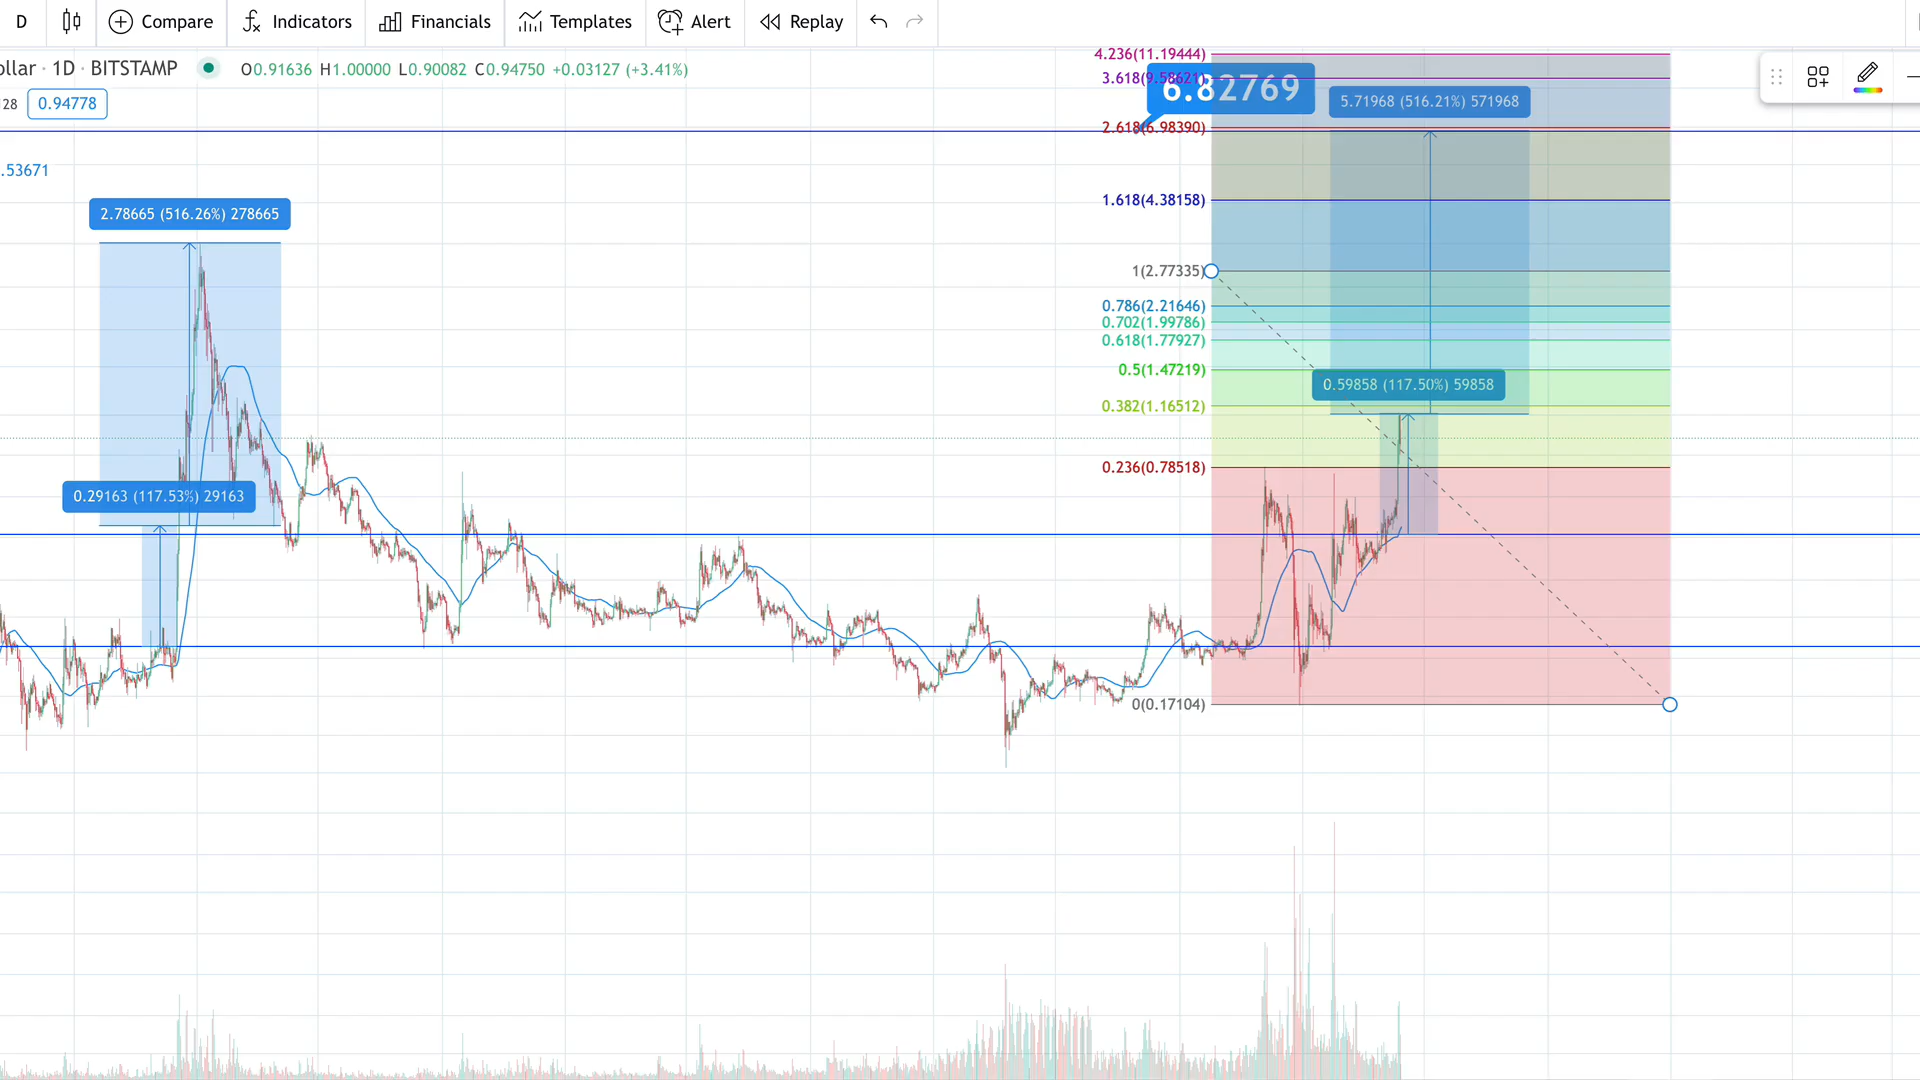 D Compare Indicators Financials Templates Alert Replay
ollar · 1D · BITSTAMP O0.91636 H1.00000 L0.90082 C0.94750 +0.03127 (+3.41%)
28 0.94778
.53671
4.236(11.19444)
3.618(9.58621)
6.82769
5.71968 (516.21%) 571968
2.618(6.98390)
1.618(4.38158)
2.78665 (516.26%) 278665
1(2.77335)
0.786(2.21646)
0.702(1.99786)
0.618(1.77927)
0.5(1.47219)
0.59858 (117.50%) 59858
0.382(1.16512)
0.236(0.78518)
0.29163 (117.53%) 29163
0(0.17104)